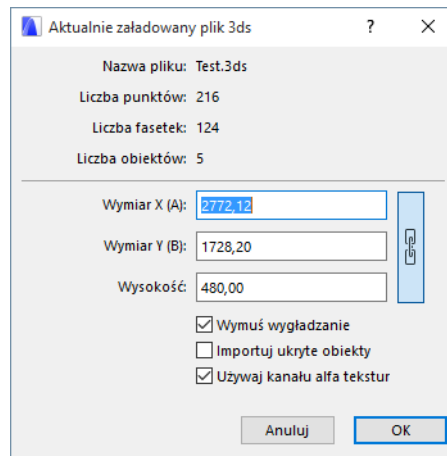 Aktualnie załadowany plik 3ds ?
Nazwa pliku: Test.3ds
Liczba punktów: 216
Liczba fasetek: 124
Liczba obiektów: 5
Wymiar X (A): 2772,12
Wymiar Y (B): 1728,20
Wysokość: 480,00
Wymuś wygładzanie
Importuj ukryte obiekty
Używaj kanału alfa tekstur
Anuluj OK